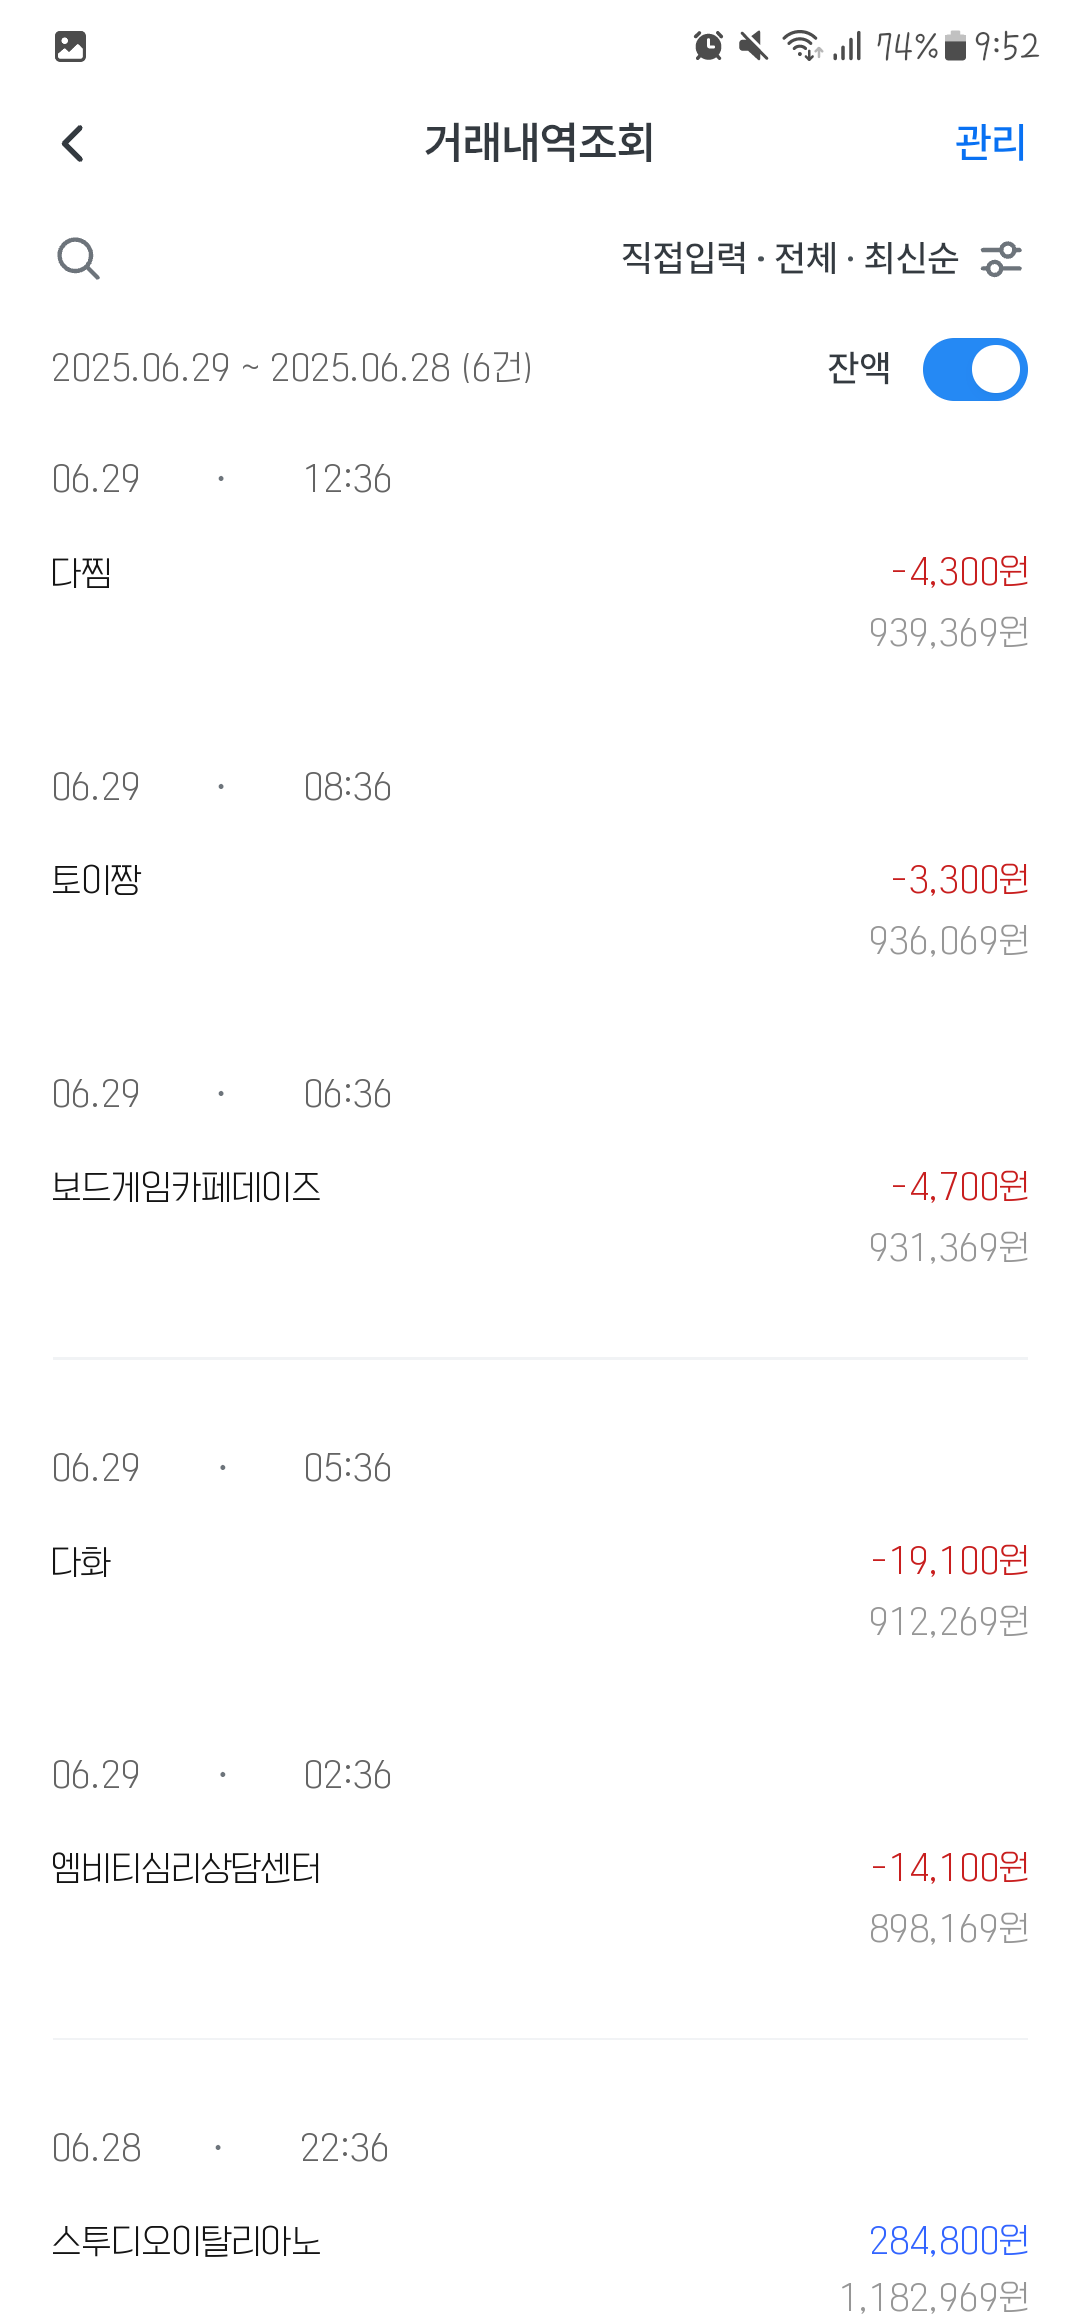 74% 9:52
거래내역조회 관리
직접입력 · 전체 · 최신순
2025.06.29 ~ 2025.06.28 (6건) 잔액
06.29 · 12:36
다찜 -4,300원
939,369원
06.29 · 08:36
토이짱 -3,300원
936,069원
06.29 · 06:36
보드게임카페데이즈 -4,700원
931,369원
06.29 · 05:36
다화 -19,100원
912,269원
06.29 · 02:36
엠비티심리상담센터 -14,100원
898,169원
06.28 · 22:36
스투디오이탈리아노 284,800원
1,182,969원